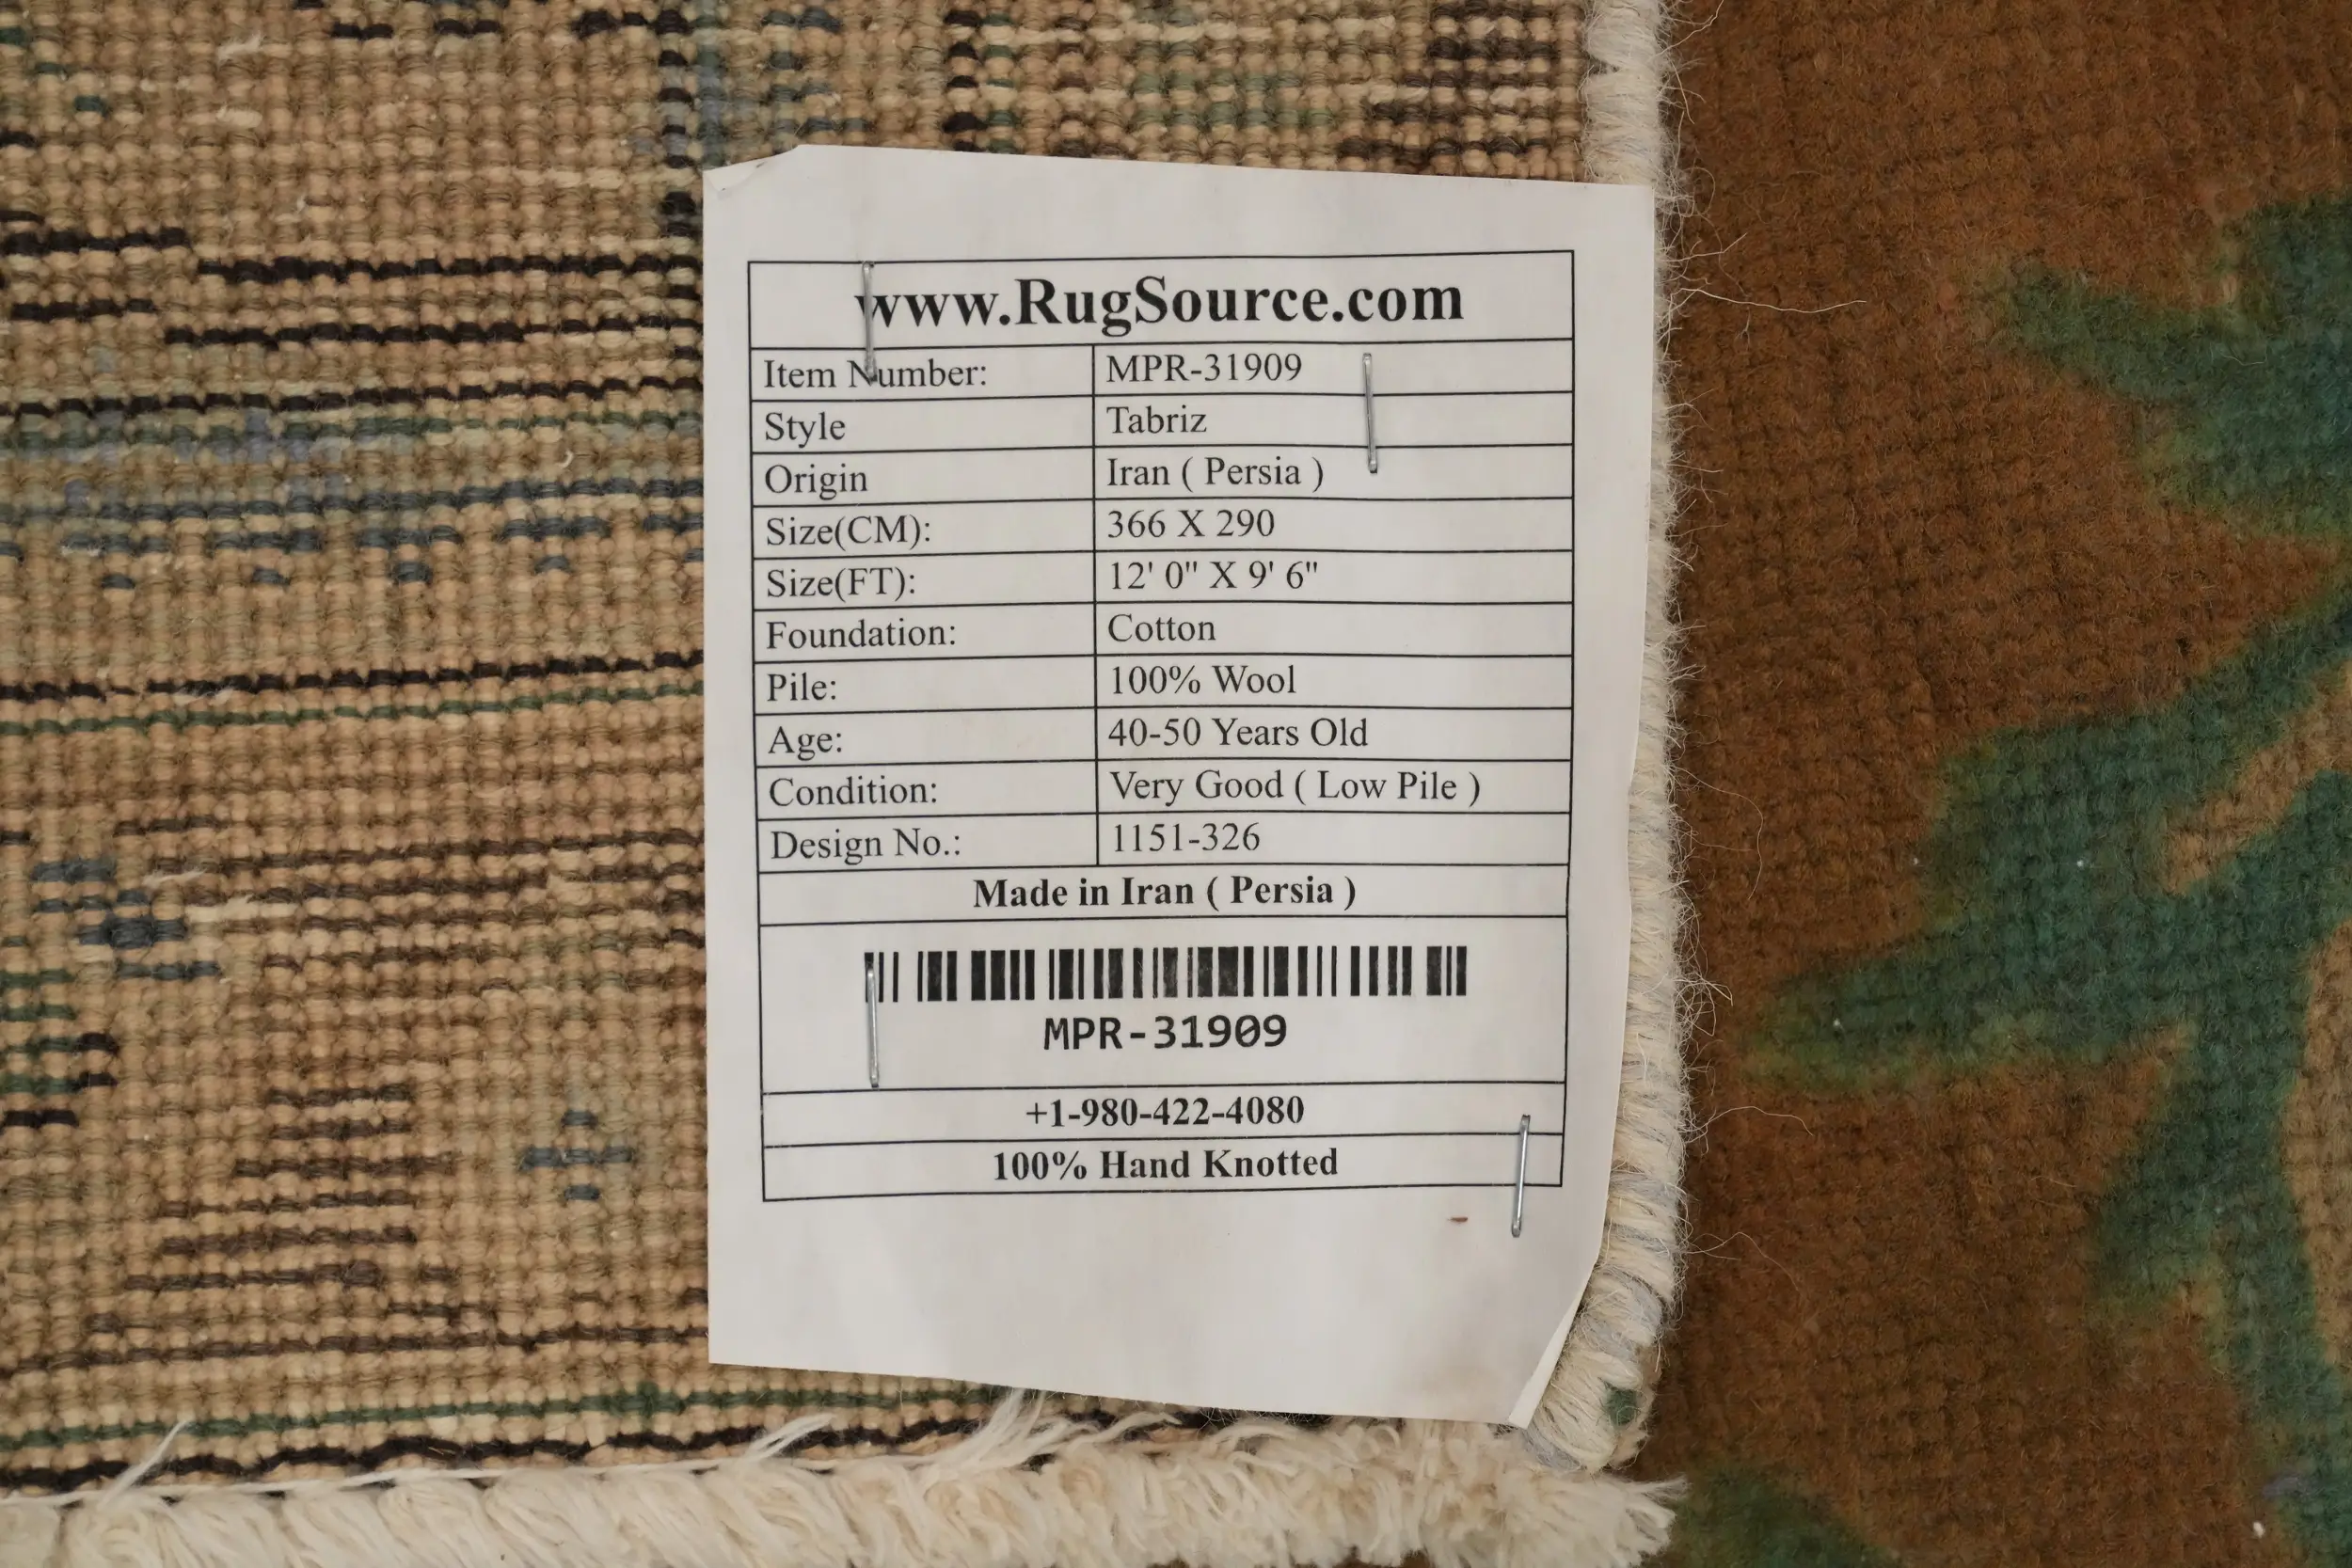 www.RugSource.com
Item Number: MPR-31909
Style Tabriz
Origin Iran ( Persia )
Size(CM): 366 X 290
Size(FT): 12' 0" X 9' 6"
Foundation: Cotton
Pile: 100% Wool
Age: 40-50 Years Old
Condition: Very Good ( Low Pile )
Design No.: 1151-326
Made in Iran ( Persia )
MPR-31909
+1-980-422-4080
100% Hand Knotted